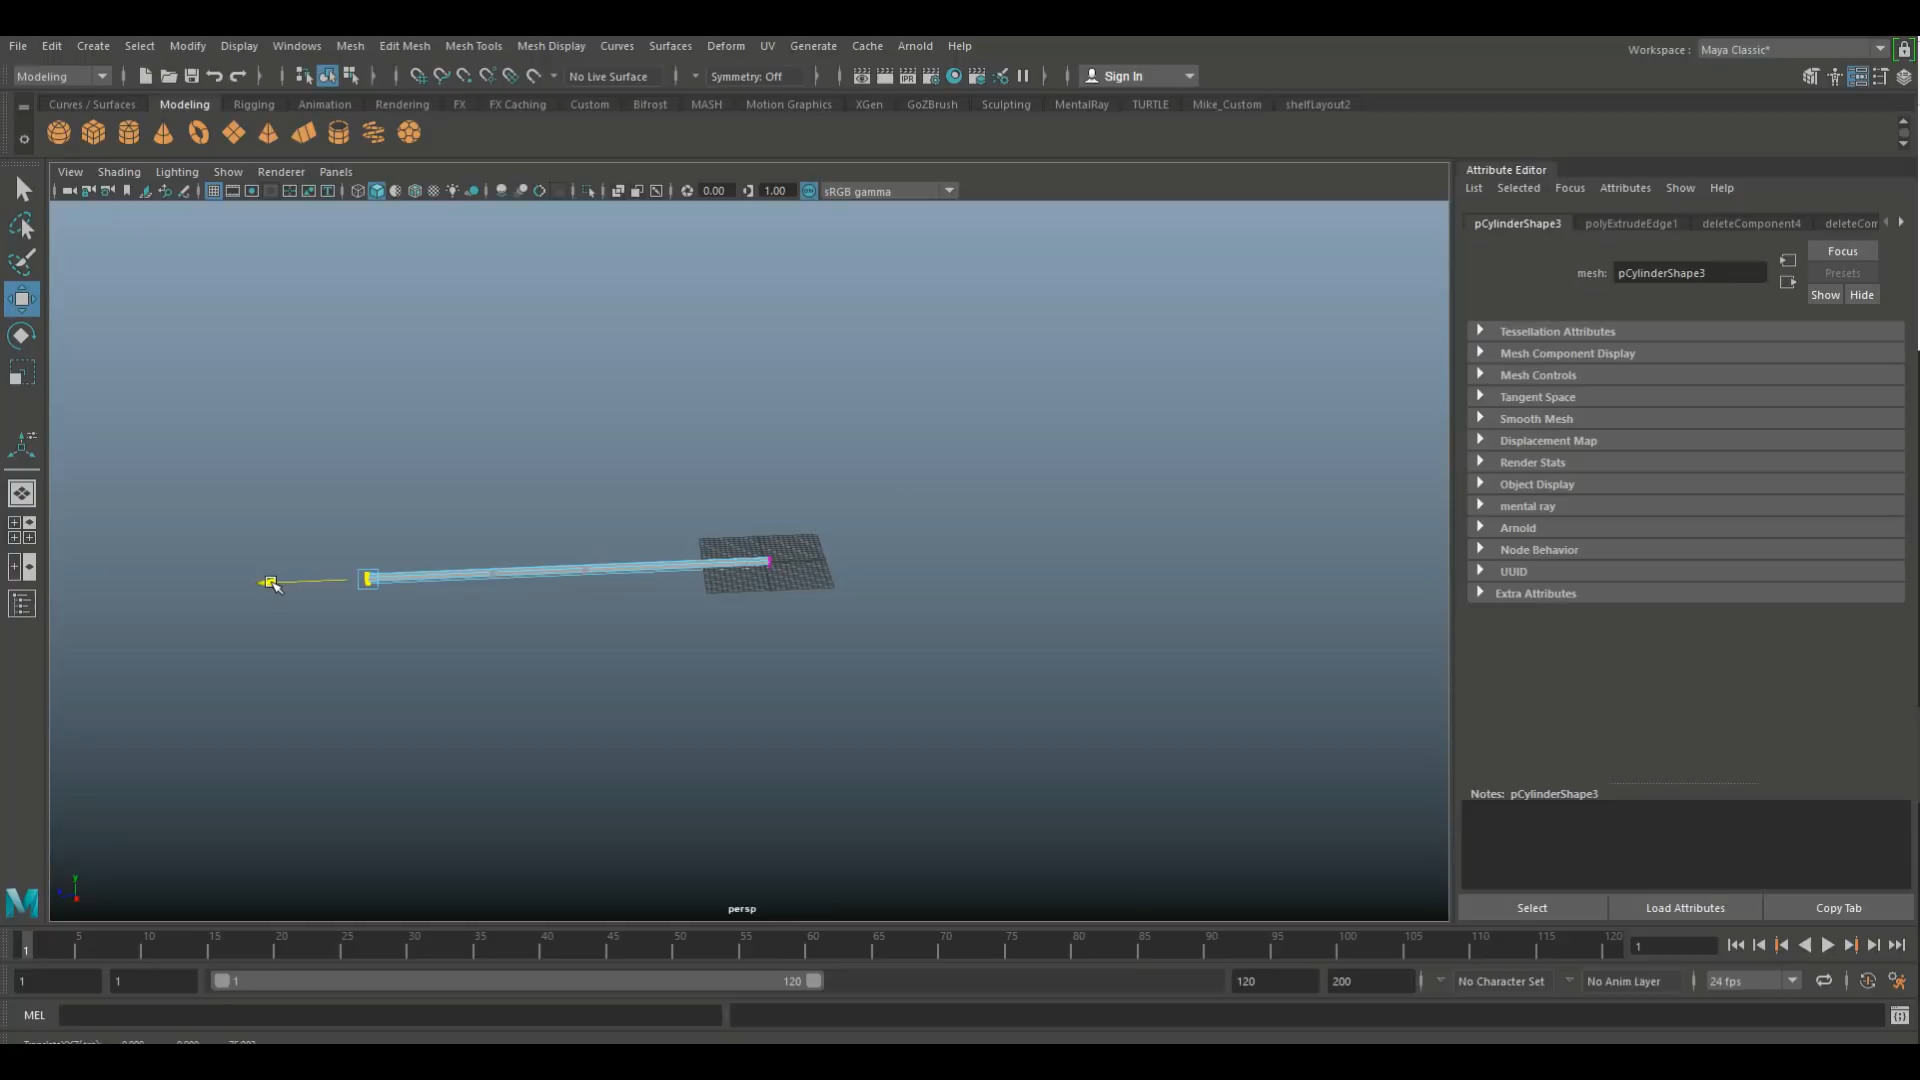 File Edit Create Select Modify Display Windows Mesh Edit Mesh Mesh Tools Mesh Display Curves Surfaces Deform UV Generate Cache Arnold Help
Workspace : Maya Classic*
Modeling No Live Surface Symmetry: Off Sign In
Curves / Surfaces Modeling Rigging Animation Rendering FX FX Caching Custom Bifrost MASH Motion Graphics XGen GoZBrush Sculpting MentalRay TURTLE Mike_Custom shelfLayout2
View Shading Lighting Show Renderer Panels
0.00 1.00 sRGB gamma
Attribute Editor
List Selected Focus Attributes Show Help
pCylinderShape3 polyExtrudeEdge1 deleteComponent4 deleteCon
Focus
mesh: pCylinderShape3
Presets
Show Hide
Tessellation Attributes
Mesh Component Display
Mesh Controls
Tangent Space
Smooth Mesh
Displacement Map
Render Stats
Object Display
mental ray
Arnold
Node Behavior
UUID
Extra Attributes
Notes: pCylinderShape3
y
persp
Select Load Attributes Copy Tab
1 5 10 15 20 25 30 35 40 45 50 55 60 65 70 75 80 85 90 95 100 105 110 115 120 1
1 1 1 120 120 200 No Character Set No Anim Layer 24 fps
MEL